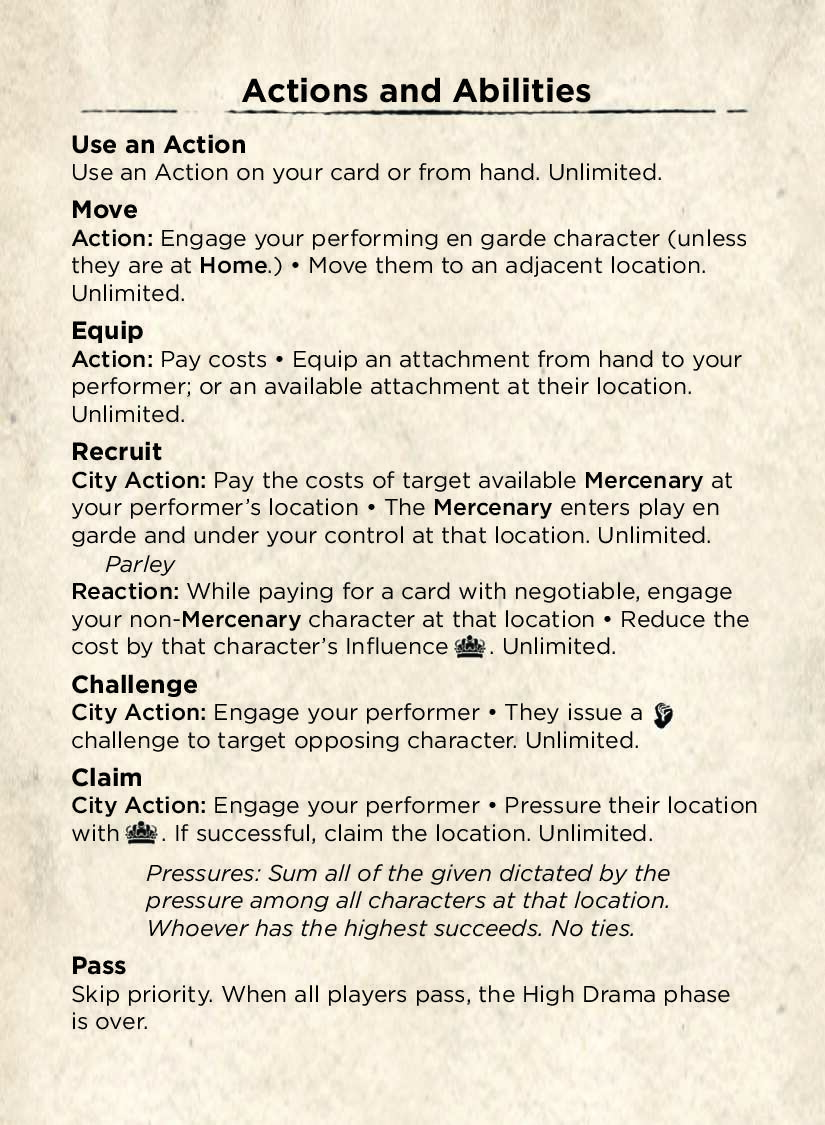 Actions and Abilities
Use an Action
Use an Action on your card or from hand. Unlimited.
Move
Action: Engage your performing en garde character (unless
they are at Home.) • Move them to an adjacent location.
Unlimited.
Equip
Action: Pay costs • Equip an attachment from hand to your
performer; or an available attachment at their location.
Unlimited.
Recruit
City Action: Pay the costs of target available Mercenary at
your performer's location • The Mercenary enters play en
garde and under your control at that location. Unlimited.
Parley
Reaction: While paying for a card with negotiable, engage
your non-Mercenary character at that location • Reduce the
cost by that character's Influence . Unlimited.
Challenge
City Action: Engage your performer • They issue a
challenge to target opposing character. Unlimited.
Claim
City Action: Engage your performer • Pressure their location
with . If successful, claim the location. Unlimited.
Pressures: Sum all of the given dictated by the
pressure among all characters at that location.
Whoever has the highest succeeds. No ties.
Pass
Skip priority. When all players pass, the High Drama phase
is over.